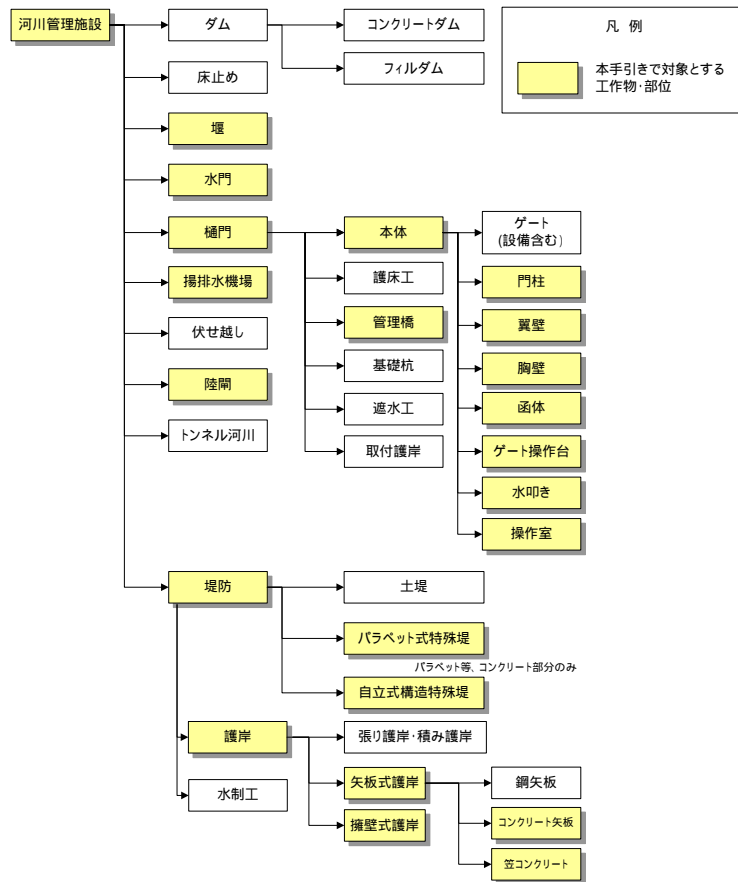 河川管理施設
ダム
コンクリートダム
フィルダム
凡 例
本手引きで対象とする
工作物・部位
床止め
堰
水門
樋門
本体
ゲート
(設備含む)
護床工
門柱
揚排水機場
管理橋
翼壁
伏せ越し
基礎杭
胸壁
陸閘
遮水工
函体
トンネル河川
取付護岸
ゲート操作台
水叩き
操作室
堤防
土堤
パラペット式特殊堤
パラペット等、コンクリート部分のみ
自立式構造特殊堤
護岸
張り護岸・積み護岸
水制工
矢板式護岸
鋼矢板
擁壁式護岸
コンクリート矢板
笠コンクリート